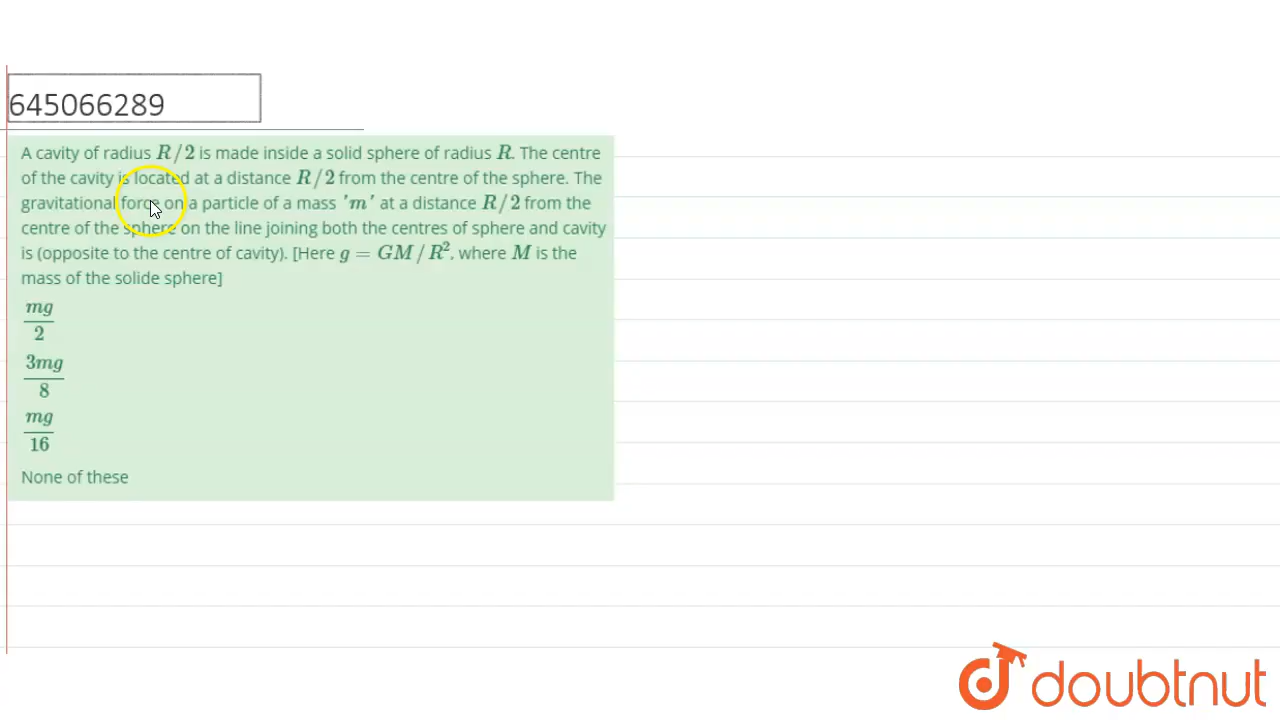 645066289
A cavity of radius R/2 is made inside a solid sphere of radius R. The centre
of the cavity is located at a distance R/2 from the centre of the sphere. The
gravitational force on a particle of a mass 'm' at a distance R/2 from the
centre of the sphere on the line joining both the centres of sphere and cavity
is (opposite to the centre of cavity). [Here g = GM/R², where M is the
mass of the solide sphere]
mg/2
3mg/8
mg/16
None of these
doubtnut